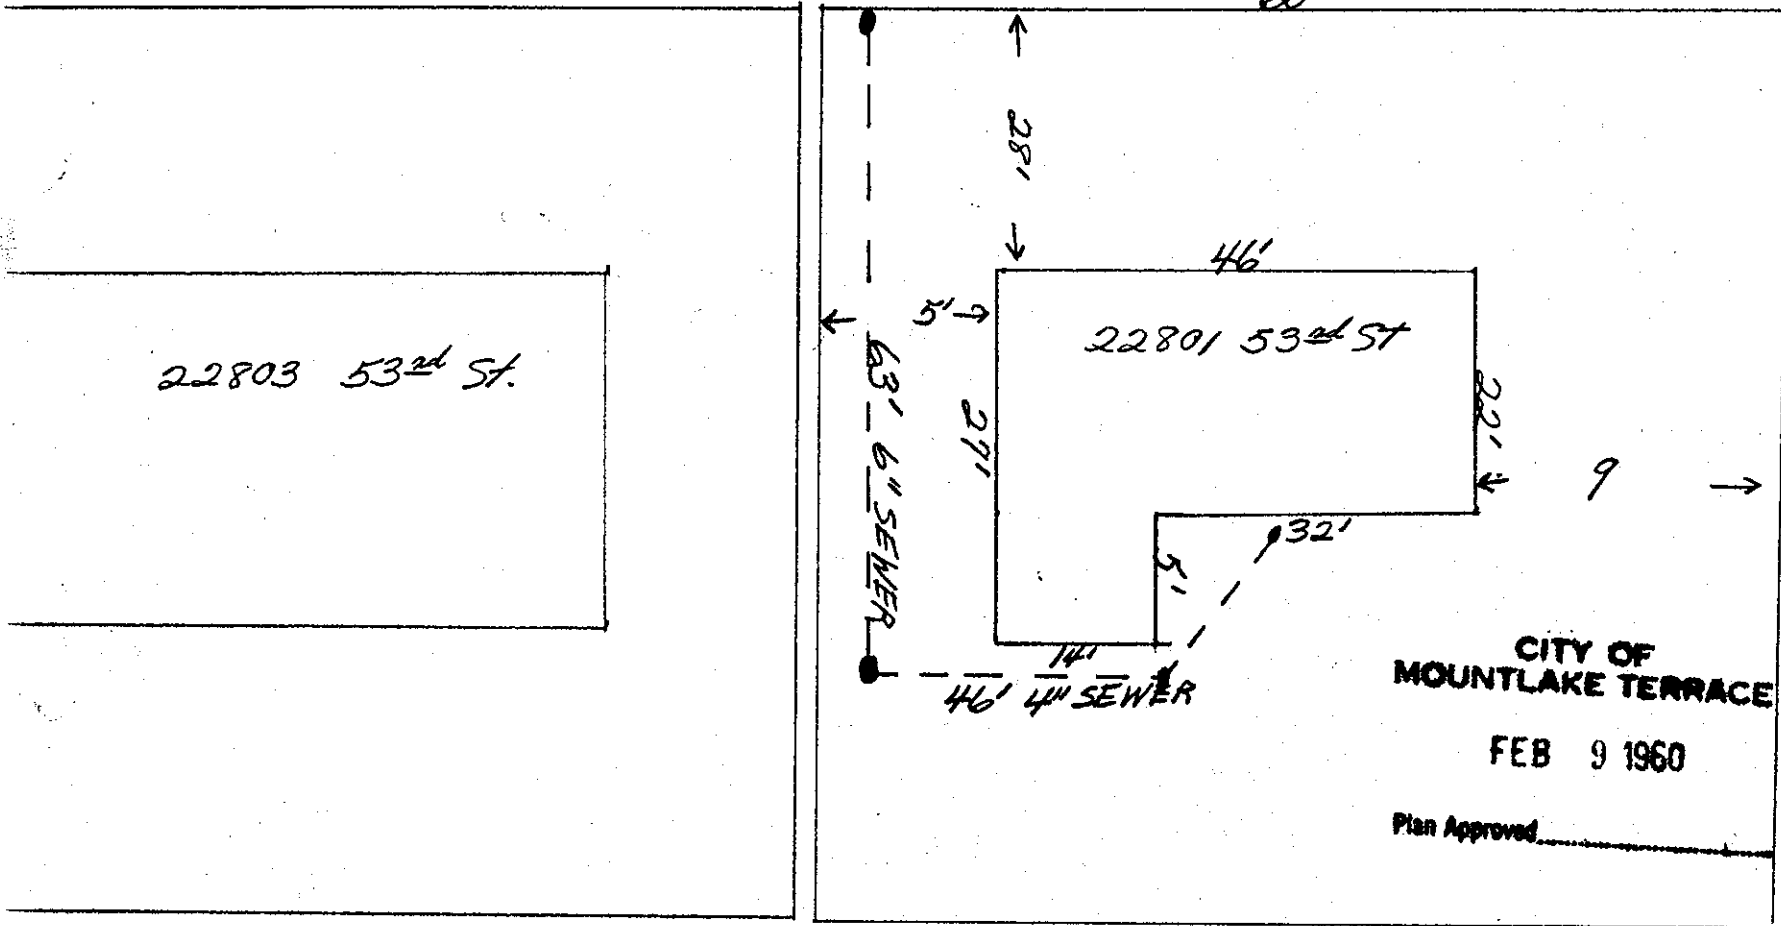 28'
46'
5'
22801 53rd St
22803 53rd St.
63' 6" SEWER
27'
22'
9
32'
5'
14'
46' 4" SEWER
CITY OF
MOUNTLAKE TERRACE
FEB 9 1960
Plan Approved